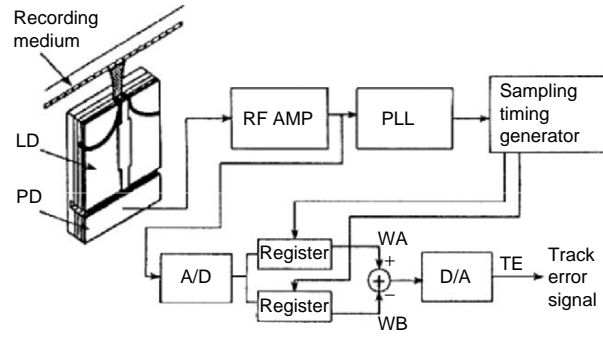 Recording
medium
LD
PD
RF AMP
PLL
Sampling
timing
generator
A/D
Register
Register
WA
+
+
−
WB
D/A
TE
Track
error
signal